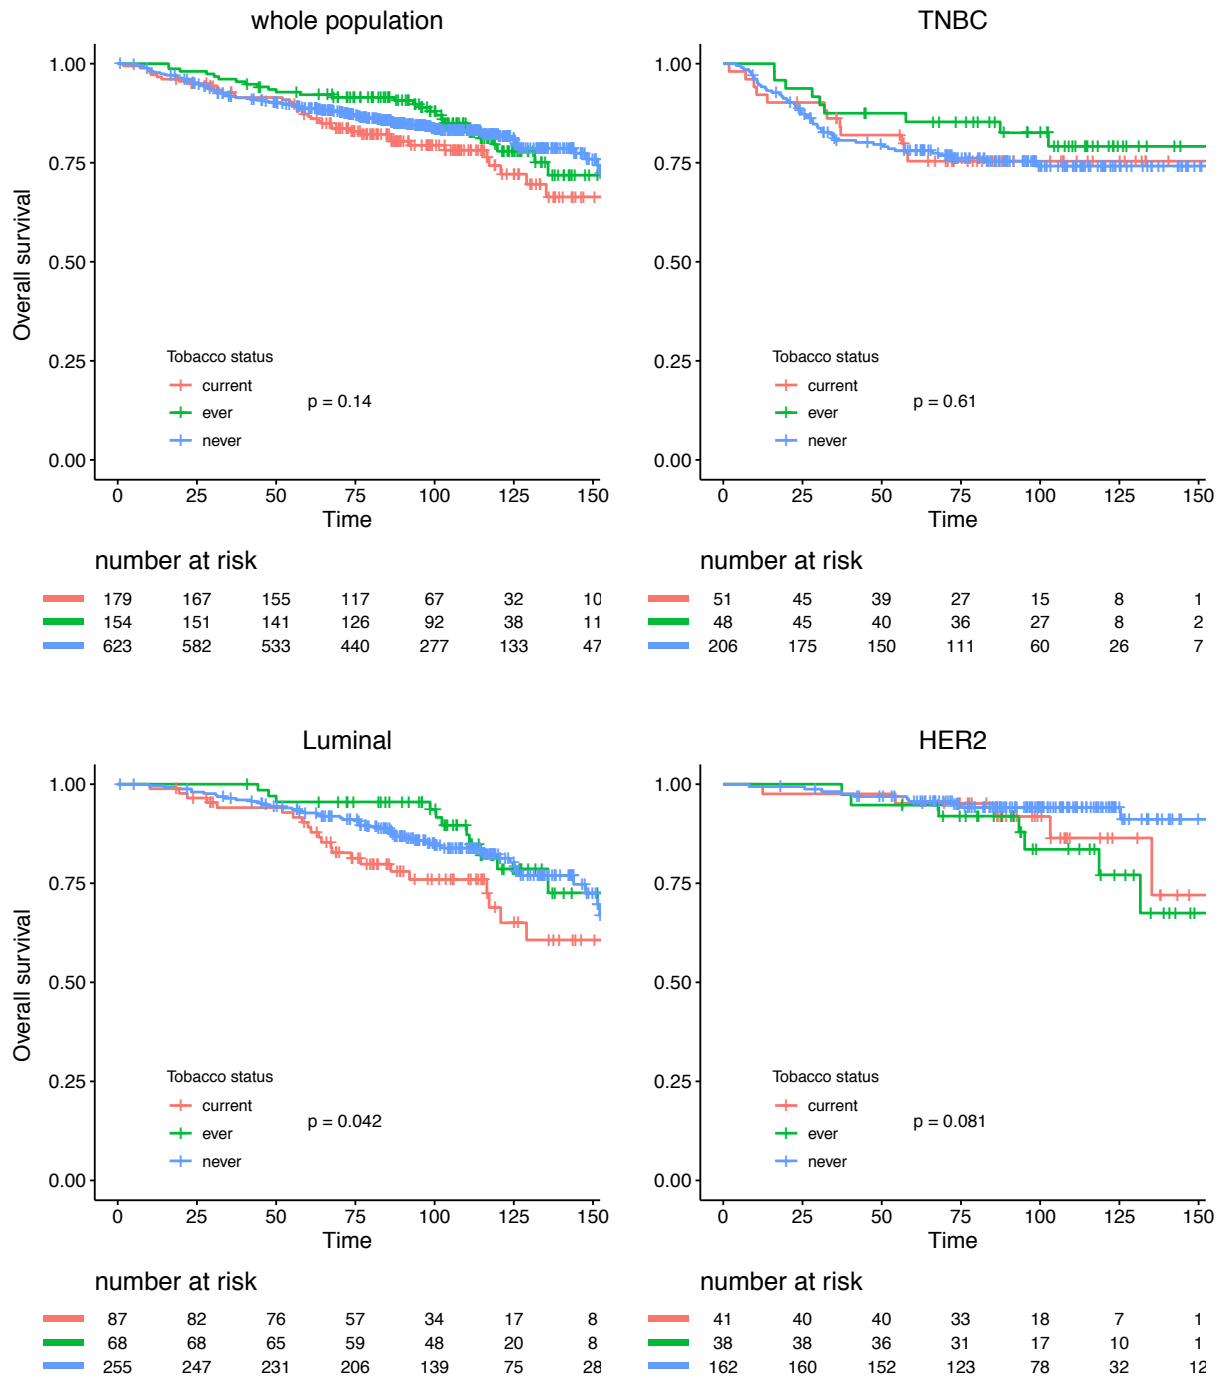 whole population
1.00
0.75
0.50
0.25
0.00
Overall survival
Tobacco status
current
ever
never
p = 0.14
0 25 50 75 100 125 150
Time
number at risk
179 167 155 117 67 32 10
154 151 141 126 92 38 11
623 582 533 440 277 133 47
TNBC
1.00
0.75
0.50
0.25
0.00
Tobacco status
current
ever
never
p = 0.61
0 25 50 75 100 125 150
Time
number at risk
51 45 39 27 15 8 1
48 45 40 36 27 8 2
206 175 150 111 60 26 7
Luminal
1.00
0.75
0.50
0.25
0.00
Overall survival
Tobacco status
current
ever
never
p = 0.042
0 25 50 75 100 125 150
Time
number at risk
87 82 76 57 34 17 8
68 68 65 59 48 20 8
255 247 231 206 139 75 28
HER2
1.00
0.75
0.50
0.25
0.00
Tobacco status
current
ever
never
p = 0.081
0 25 50 75 100 125 150
Time
number at risk
41 40 40 33 18 7 1
38 38 36 31 17 10 1
162 160 152 123 78 32 12